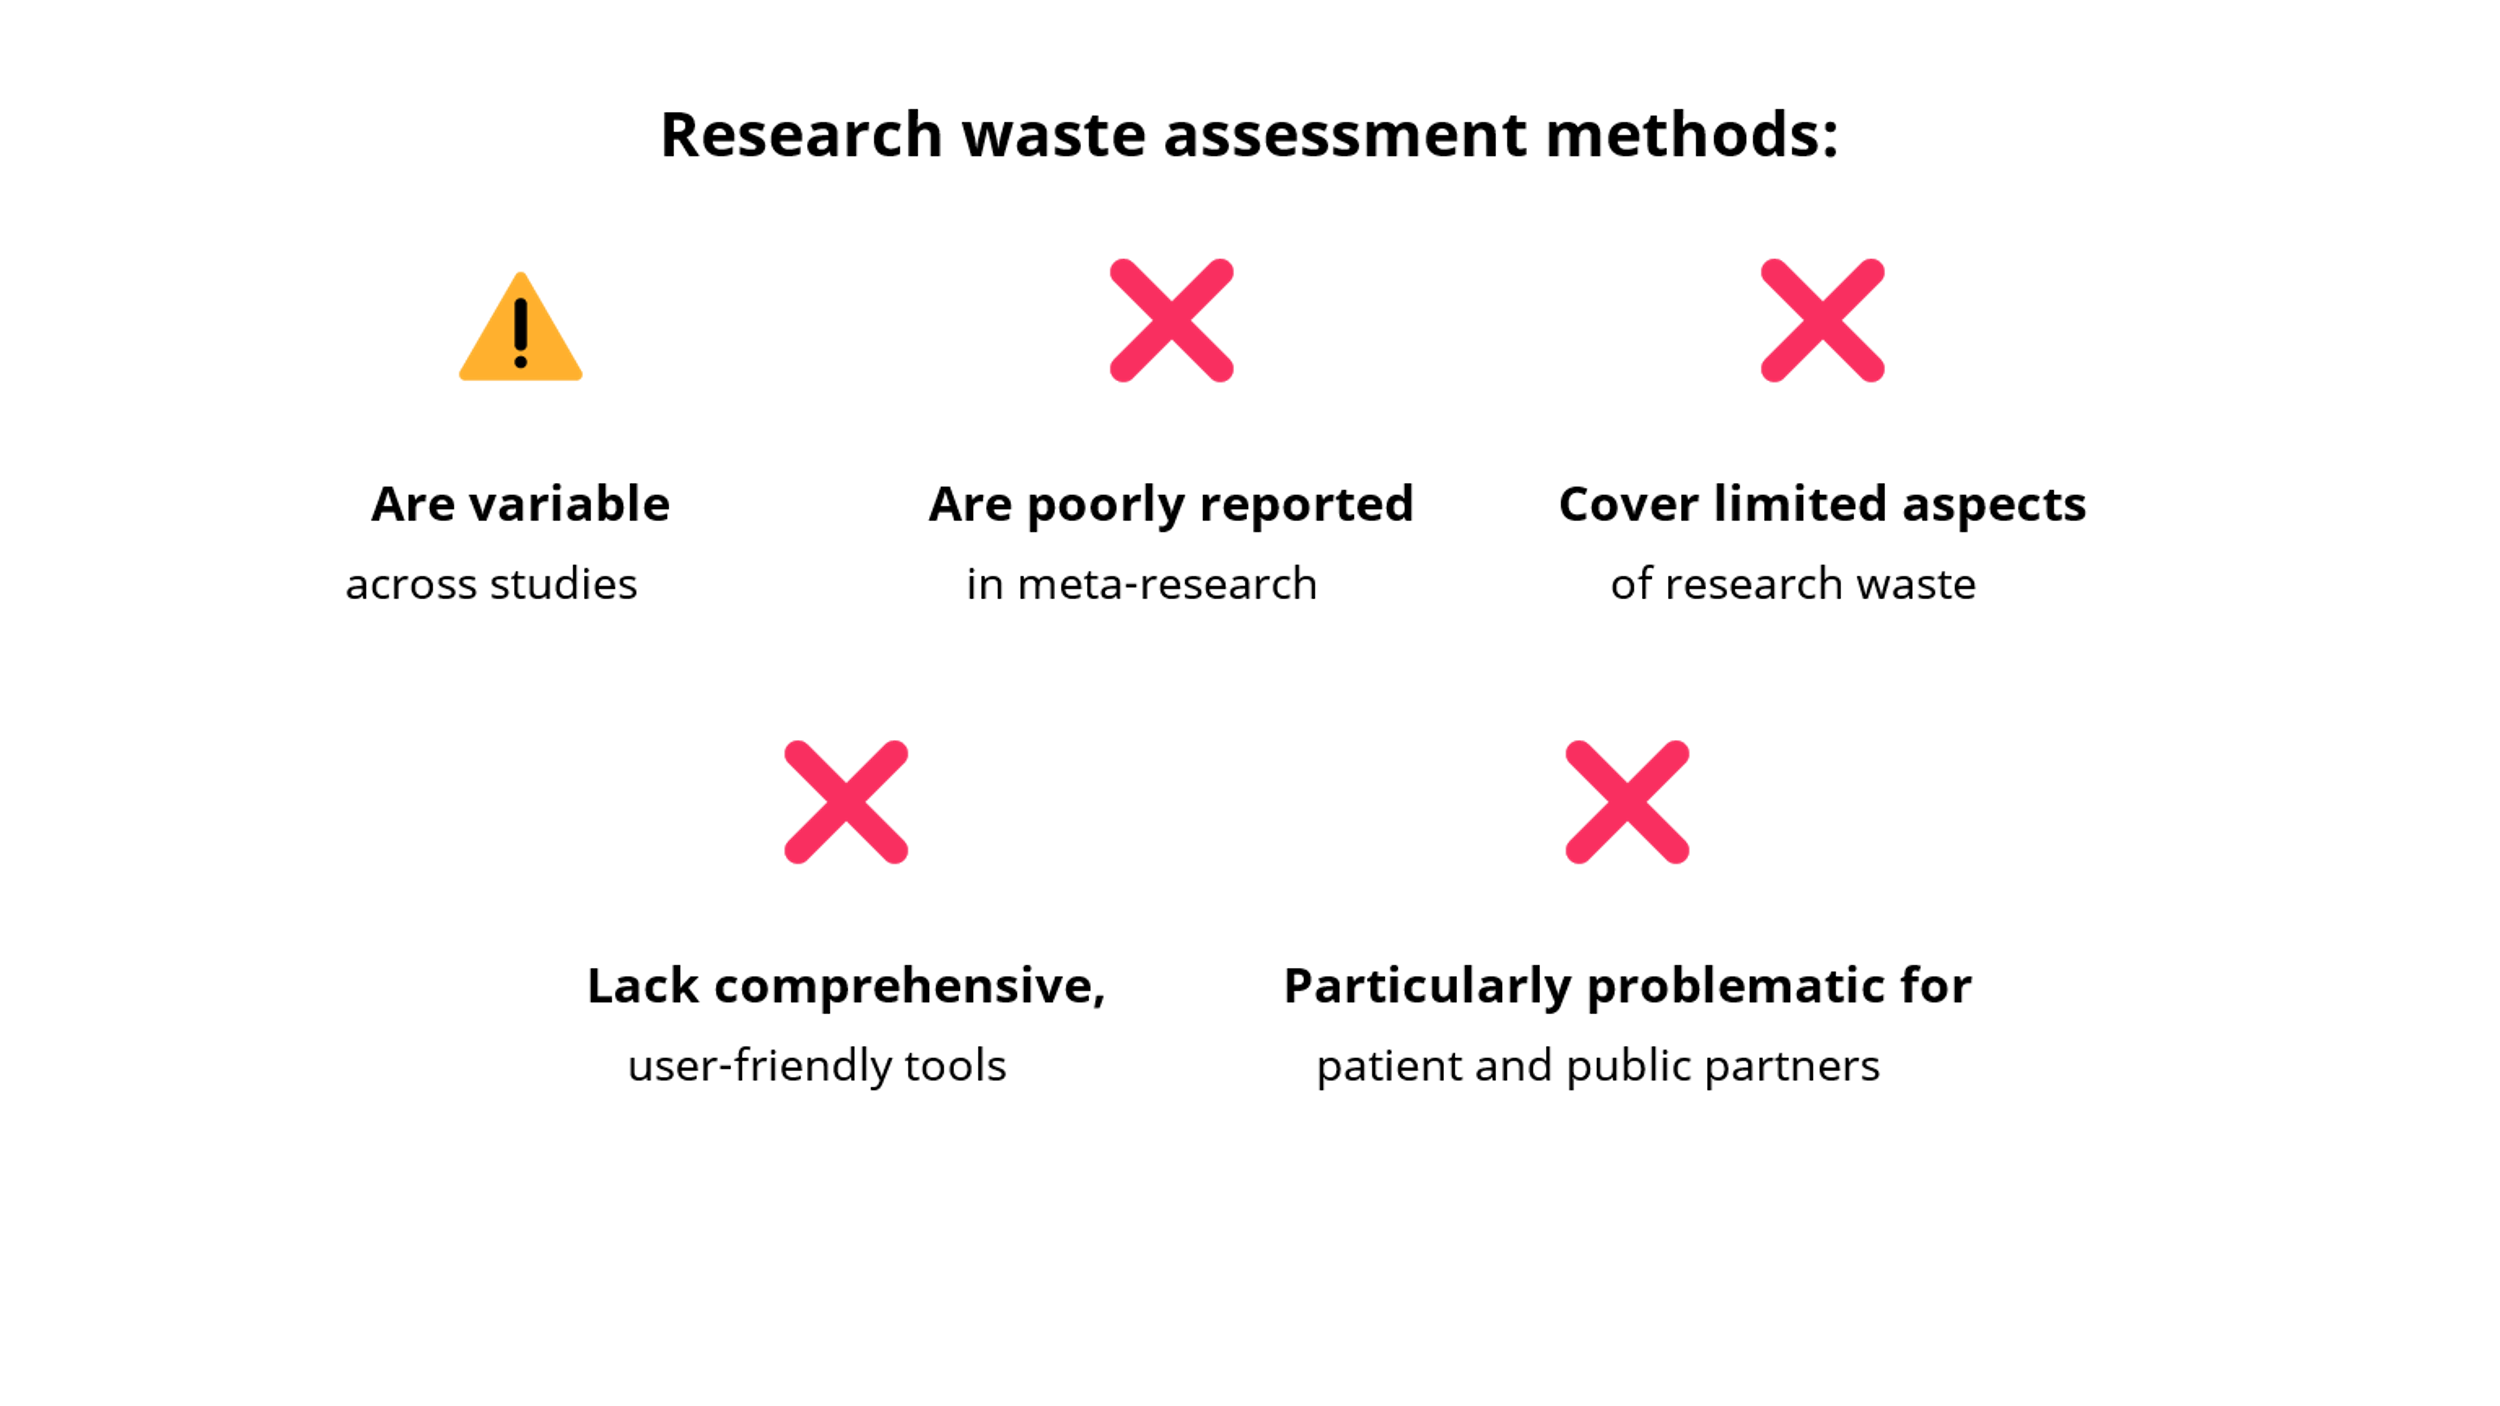 Research waste assessment methods:
Are variable
across studies
Are poorly reported
in meta-research
Cover limited aspects
of research waste
Lack comprehensive,
user-friendly tools
Particularly problematic for
patient and public partners